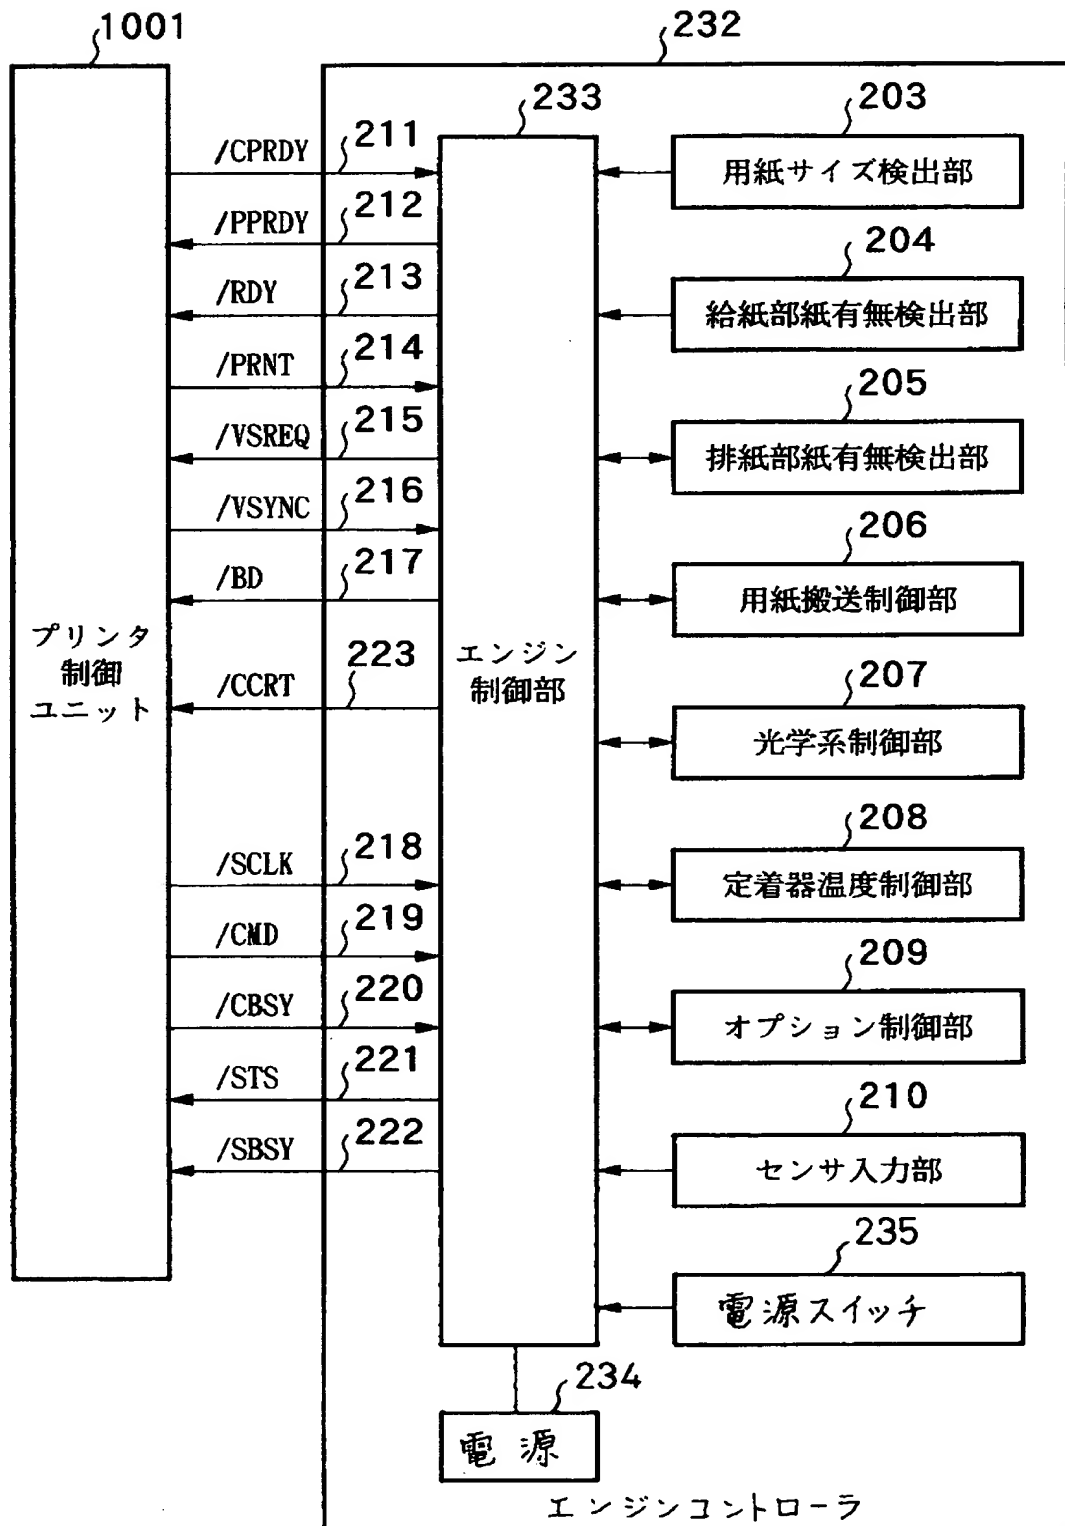 1001
232
233
203
/CPRDY
211
用紙サイズ検出部
/PPRDY
212
204
/RDY
213
給紙部紙有無検出部
/PRNT
214
205
/VSREQ
215
排紙部紙有無検出部
/VSYNC
216
206
/BD
217
用紙搬送制御部
プリンタ
制御
ユニット
/CCRT
223
エンジン
制御部
207
光学系制御部
208
/SCLK
218
定着器温度制御部
/CMD
219
209
/CBSY
220
オプション制御部
/STS
221
210
/SBSY
222
センサ入力部
235
電源スイッチ
234
電源
エンジンコントローラ